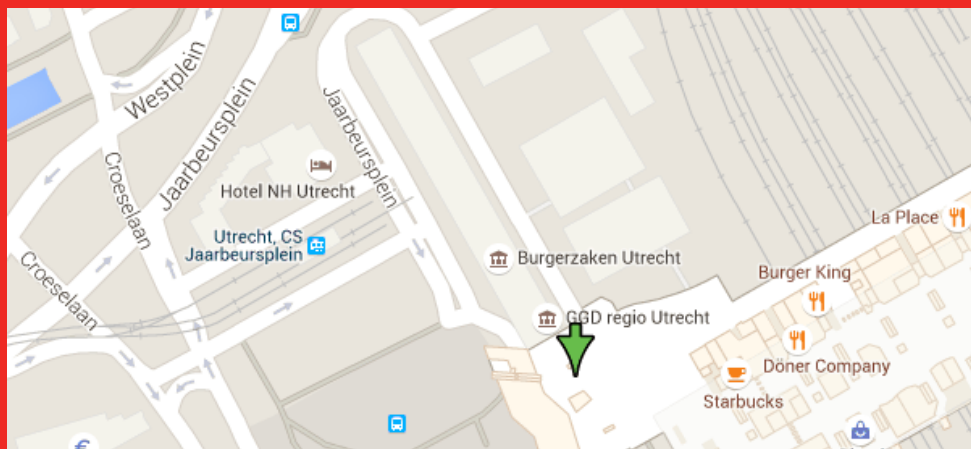 Westplein
Jaarbeursplein
Jaarbeursplein
Croeselaan
Hotel NH Utrecht
La Place
Utrecht, CS
Jaarbeursplein
Burgerzaken Utrecht
Croeselaan
Burger King
GGD regio Utrecht
Döner Company
Starbucks
€